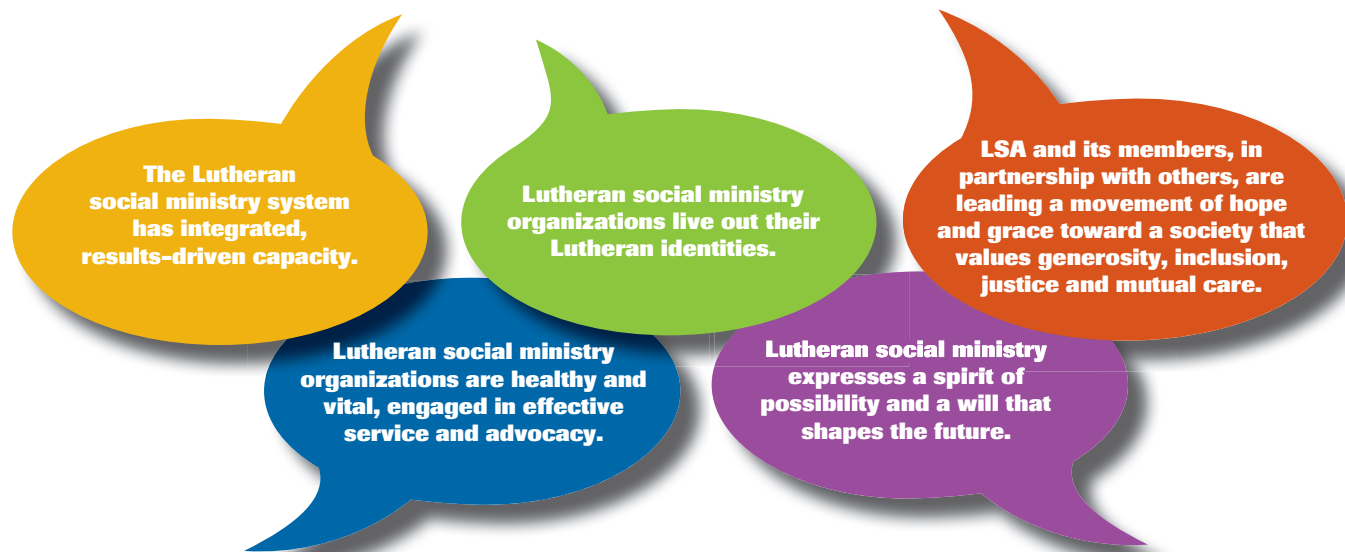 The Lutheran
social ministry system
has integrated,
results-driven capacity.
Lutheran social ministry
organizations live out their
Lutheran identities.
LSA and its members, in
partnership with others, are
leading a movement of hope
and grace toward a society that
values generosity, inclusion,
justice and mutual care.
Lutheran social ministry
organizations are healthy and
vital, engaged in effective
service and advocacy.
Lutheran social ministry
expresses a spirit of
possibility and a will that
shapes the future.